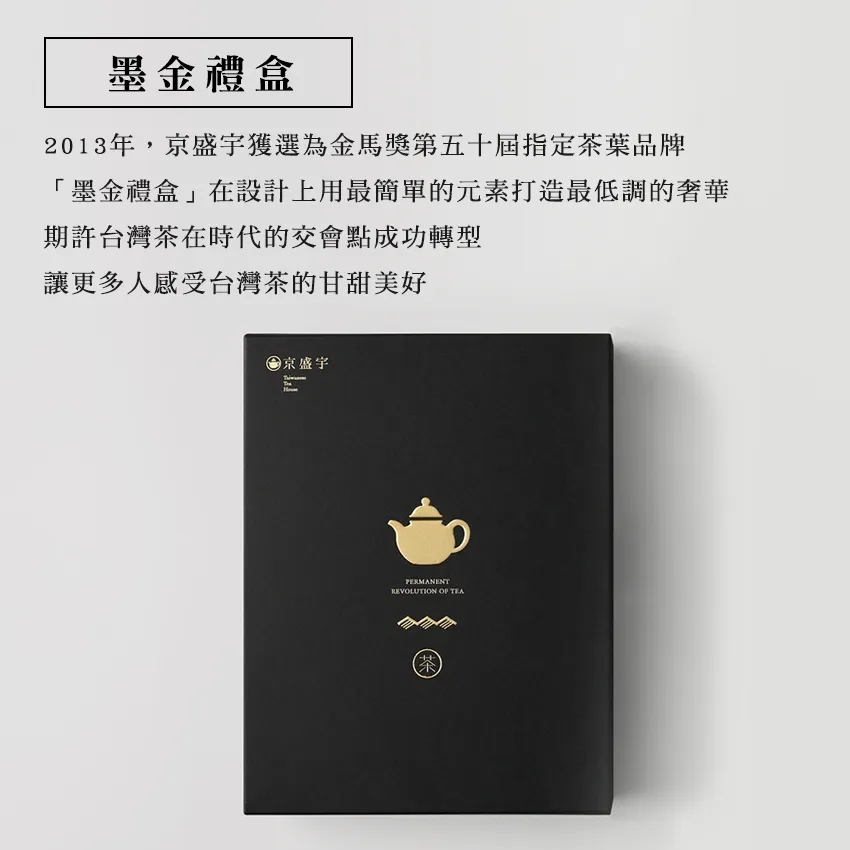 墨金禮盒
2013年，京盛宇獲選為金馬獎第五十屆指定茶葉品牌
「墨金禮盒」在設計上用最簡單的元素打造最低調的奢華
期許台灣茶在時代的交會點成功轉型
讓更多人感受台灣茶的甘甜美好
京盛宇
Taiwanese
Tea
House
PERMANENT
REVOLUTION OF TEA
茶